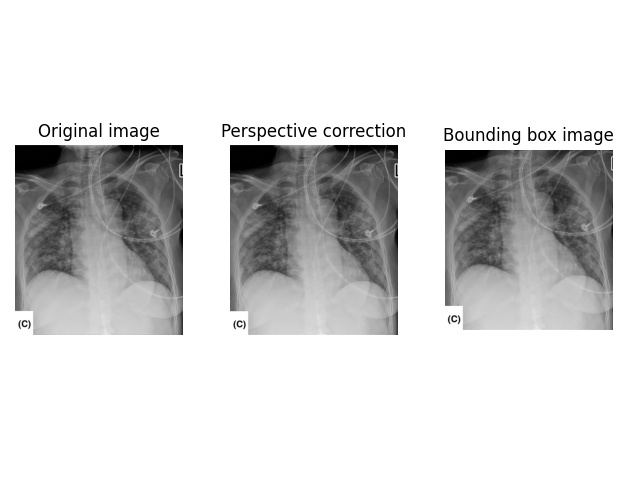 Original image
Perspective correction
Bounding box image
(C)
(C)
(C)